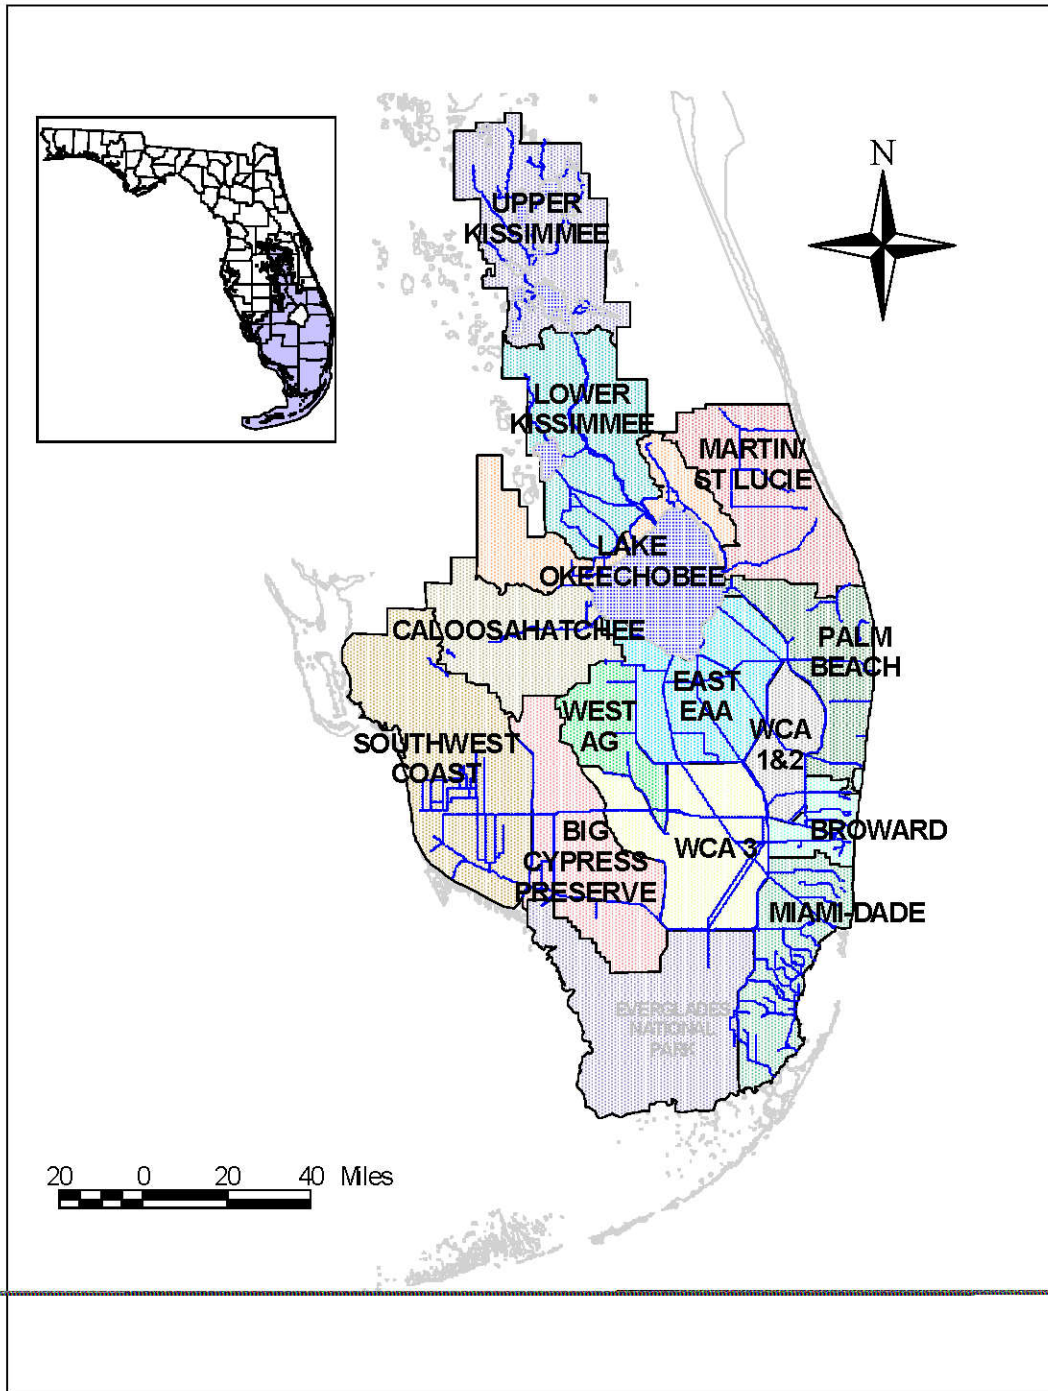 N
UPPER
KISSIMMEE
LOWER
KISSIMMEE
MARTIN/
ST LUCIE
LAKE
OKEECHOBEE
CALOOSAHATCHEE
PALM
BEACH
EAST
EAA
WEST
AG
WCA
1&2
SOUTHWEST
COAST
BROWARD
BIG
CYPRESS
PRESERVE
WCA 3
MIAMI-DADE
EVERGLADES
NATIONAL
PARK
20 0 20 40 Miles